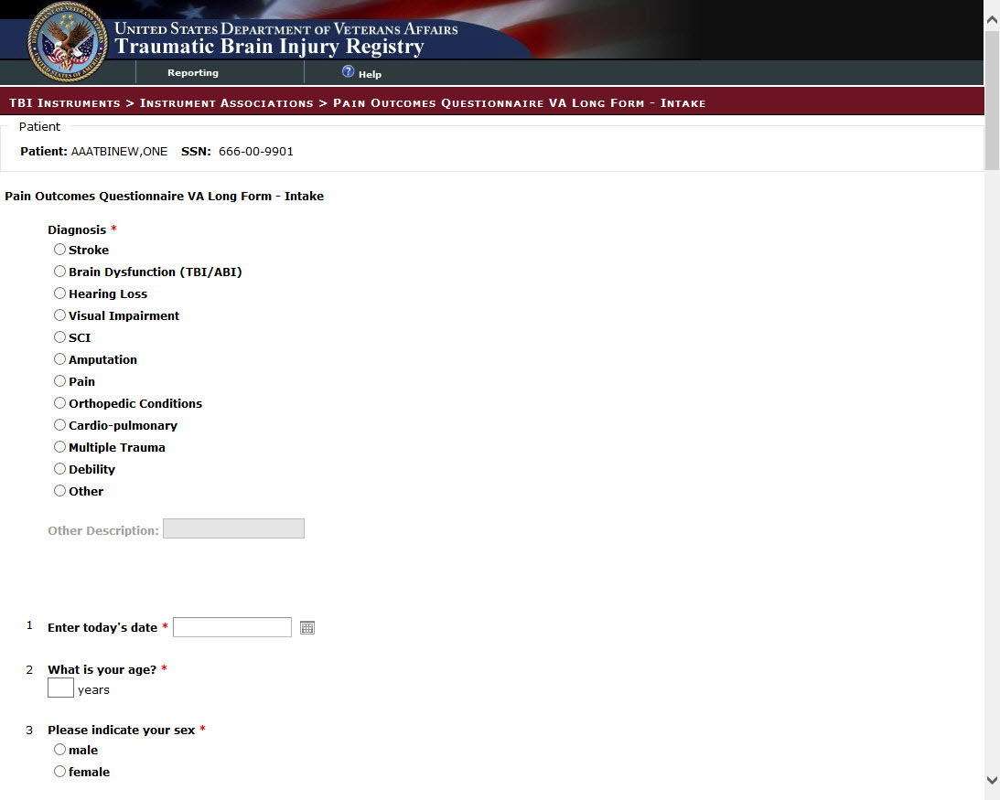 UNITED STATES DEPARTMENT OF VETERANS AFFAIRS
Traumatic Brain Injury Registry
Reporting
? Help
TBI INSTRUMENTS > INSTRUMENT ASSOCIATIONS > PAIN OUTCOMES QUESTIONNAIRE VA LONG FORM - INTAKE
Patient
Patient: AAATBINEW,ONE SSN: 666-00-9901
Pain Outcomes Questionnaire VA Long Form - Intake
Diagnosis *
Stroke
Brain Dysfunction (TBI/ABI)
Hearing Loss
Visual Impairment
SCI
Amputation
Pain
Orthopedic Conditions
Cardio-pulmonary
Multiple Trauma
Debility
Other
Other Description:
1 Enter today's date *
2 What is your age? *
years
3 Please indicate your sex *
male
female